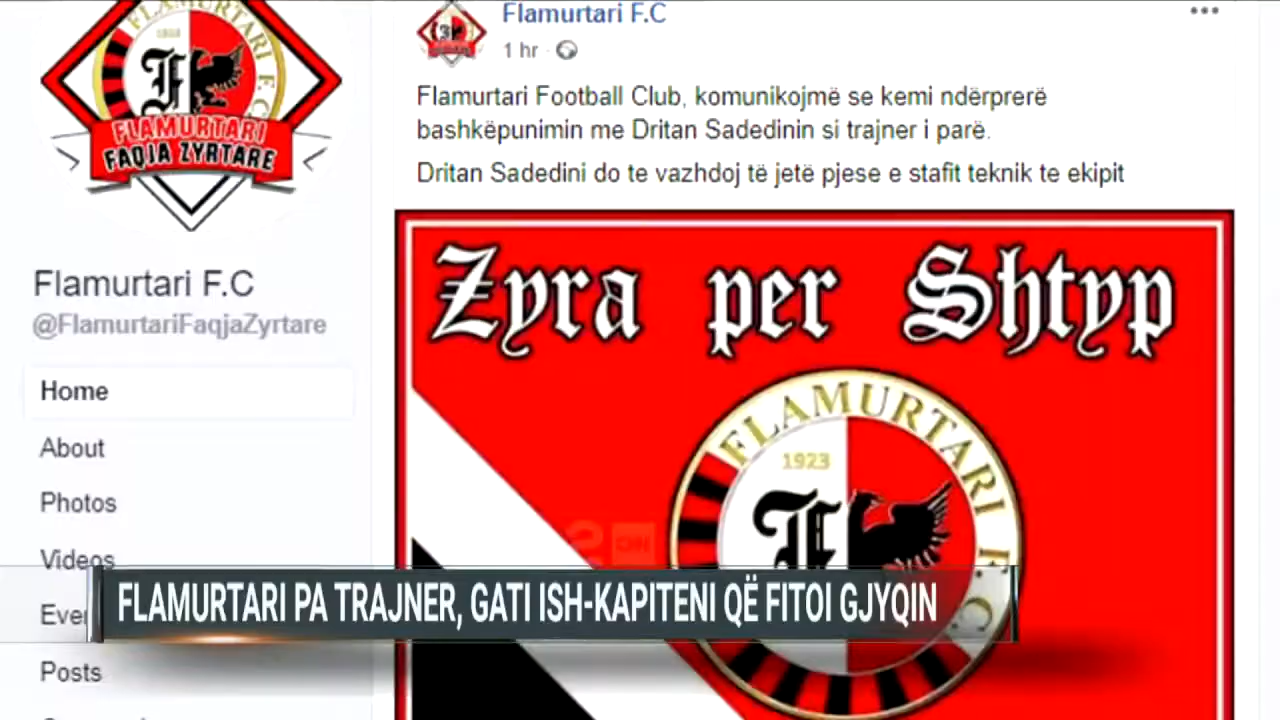 FLAMURTARI F.C
FLAMURTARI
FAQJA ZYRTARE
Flamurtari F.C
@FlamurtariFaqjaZyrtare
Home
About
Photos
Videos
Posts
Flamurtari F.C
1 hr
Flamurtari Football Club, komunikojmë se kemi ndërprerë
bashkëpunimin me Dritan Sadedinin si trajner i parë.
Dritan Sadedini do te vazhdoj të jetë pjese e stafit teknik te ekipit
Zyra per Shtyp
FLAMURTARI F.C
1923
FLAMURTARI PA TRAJNER, GATI ISH-KAPITENI QË FITOI GJYQIN